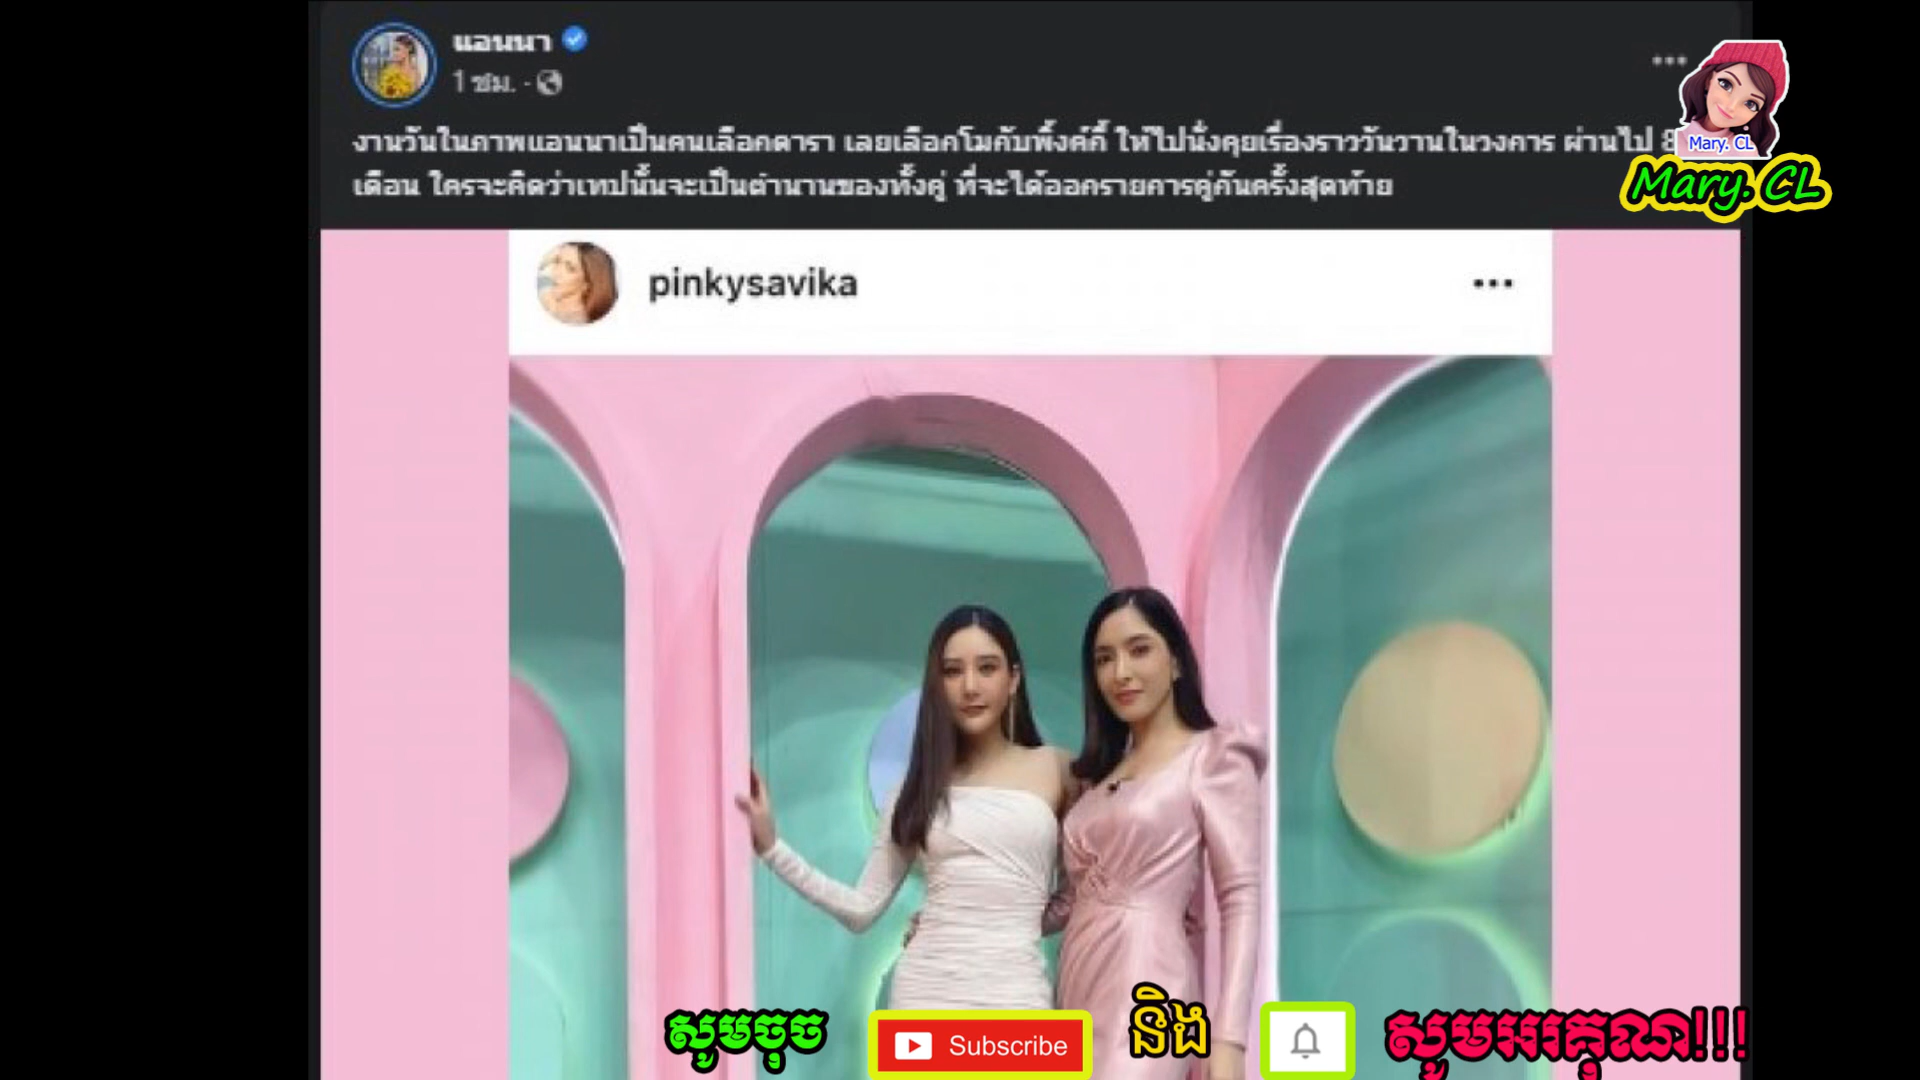 แอนนา
1 ชม.
งานวันในภาพแอนนาเป็นคนเลือกดารา เลยเลือกโมกับพิ้งค์กี้ ให้ไปนั่งคุยเรื่องราววันวานในวงการ ผ่านไป 8
เดือน ใครจะคิดว่าเทปนั้นจะเป็นตำนานของทั้งคู่ ที่จะได้ออกรายการคู่กันครั้งสุดท้าย
Mary. CL
Mary. CL
pinkysavika
សូមចុច
Subscribe
និង
សូមអរគុណ!!!